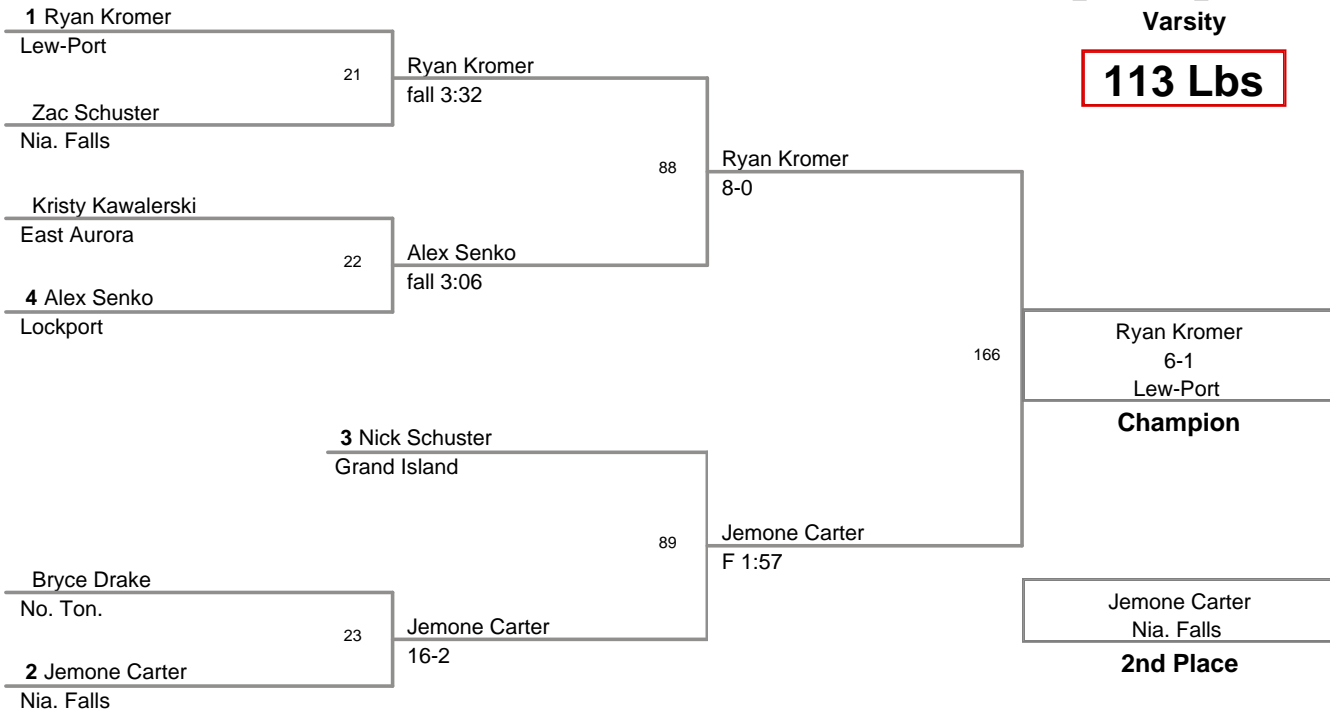 Varsity
113 Lbs
1 Ryan Kromer
Lew-Port
21
Zac Schuster
Nia. Falls
Ryan Kromer
fall 3:32
Kristy Kawalerski
East Aurora
22
4 Alex Senko
Lockport
Alex Senko
fall 3:06
88
Ryan Kromer
8-0
3 Nick Schuster
Grand Island
Bryce Drake
No. Ton.
23
2 Jemone Carter
Nia. Falls
Jemone Carter
16-2
89
Jemone Carter
F 1:57
166
Ryan Kromer
6-1
Lew-Port
Champion
Jemone Carter
Nia. Falls
2nd Place